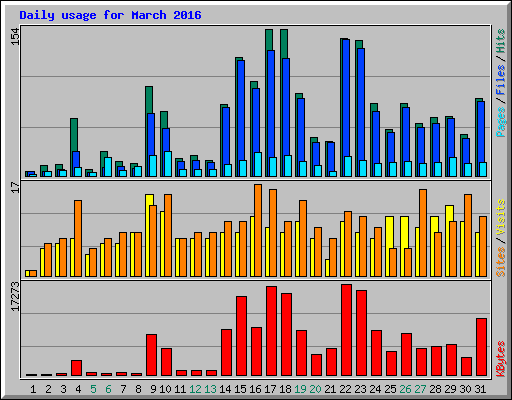 Daily usage for March 2016
154
Pages / Files / Hits
17
Sites / Visits
17273
KBytes
1 2 3 4 5 6 7 8 9 10 11 12 13 14 15 16 17 18 19 20 21 22 23 24 25 26 27 28 29 30 31